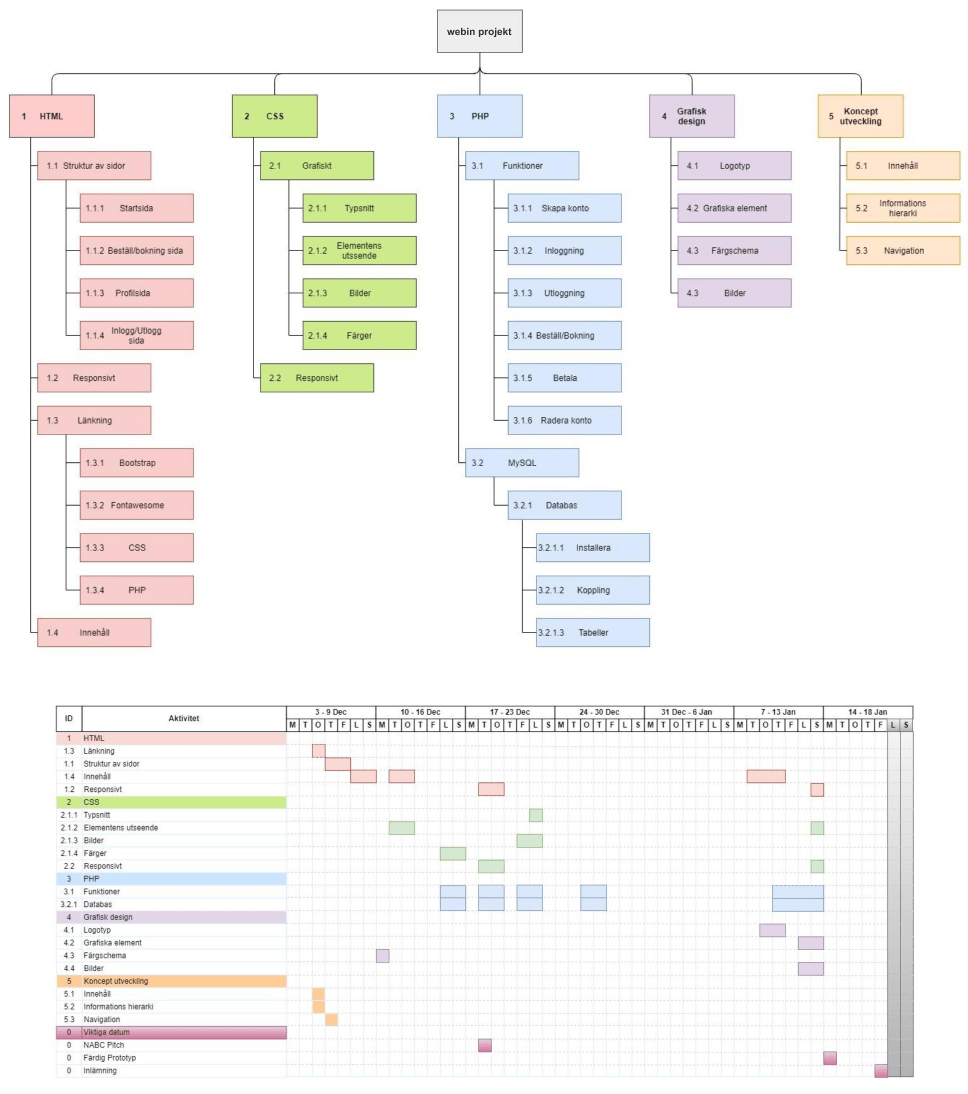 webin projekt
1 HTML
2 CSS
3 PHP
4 Grafisk
design
5 Koncept
utveckling
1.1 Struktur av sidor
2.1 Grafiskt
3.1 Funktioner
4.1 Logotyp
5.1 Innehåll
1.1.1 Startsida
2.1.1 Typsnitt
3.1.1 Skapa konto
4.2 Grafiska element
5.2 Informations
hierarki
1.1.2 Beställ/bokning sida
2.1.2 Elementens
utssende
3.1.2 Inloggning
4.3 Färgschema
5.3 Navigation
1.1.3 Profilsida
2.1.3 Bilder
3.1.3 Utloggning
4.3 Bilder
1.1.4 Inlogg/Utlogg
sida
2.1.4 Färger
3.1.4 Beställ/Bokning
1.2 Responsivt
2.2 Responsivt
3.1.5 Betala
1.3 Länkning
3.1.6 Radera konto
1.3.1 Bootstrap
3.2 MySQL
1.3.2 Fontawesome
3.2.1 Databas
1.3.3 CSS
3.2.1.1 Installera
1.3.4 PHP
3.2.1.2 Koppling
1.4 Innehåll
3.2.1.3 Tabeller
ID Aktivitet 3 - 9 Dec 10 - 16 Dec 17 - 23 Dec 24 - 30 Dec 31 Dec - 6 Jan 7 - 13 Jan 14 - 18 Jan
M T O T F L S M T O T F L S M T O T F L S M T O T F L S M T O T F L S M T O T F L S M T O T F L S
1 HTML
1.3 Länkning
1.1 Struktur av sidor
1.4 Innehåll
1.2 Responsivt
2 CSS
2.1.1 Typsnitt
2.1.2 Elementens utseende
2.1.3 Bilder
2.1.4 Färger
2.2 Responsivt
3 PHP
3.1 Funktioner
3.2.1 Databas
4 Grafisk design
4.1 Logotyp
4.2 Grafiska element
4.3 Färgschema
4.4 Bilder
5 Koncept utveckling
5.1 Innehåll
5.2 Informations hierarki
5.3 Navigation
0 Viktiga datum
0 NABC Pitch
0 Färdig Prototyp
0 Inlämning